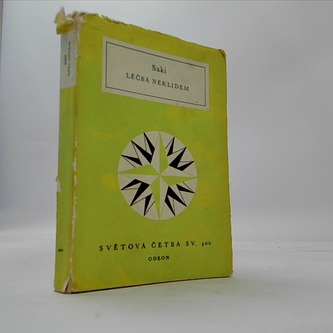 Saki
LÉČBA NEKLIDEM
SVĚTOVÁ ČETBA SV. 400
ODEON